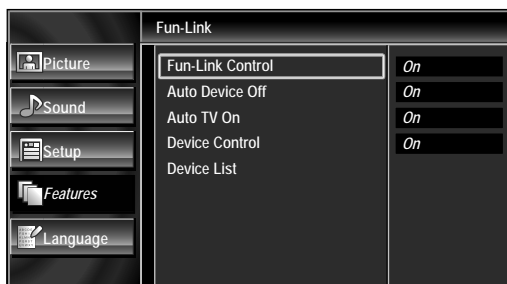 Fun-Link
Picture
Sound
Setup
Features
Language
Fun-Link Control On
Auto Device Off On
Auto TV On On
Device Control On
Device List